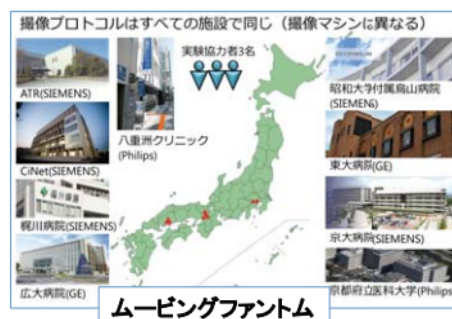 撮像プロトコルはすべての施設で同じ（撮像マシンに異なる）
実験協力者3名
ATR(SIEMENS)
八重洲クリニック
(Philips)
CiNet(SIEMENS)
梶川病院(SIEMENS)
広大病院(GE)
昭和大学付属烏山病院
(SIEMENS)
東大病院(GE)
京大病院(SIEMENS)
京都府立医科大学(Philips)
ムービングファントム